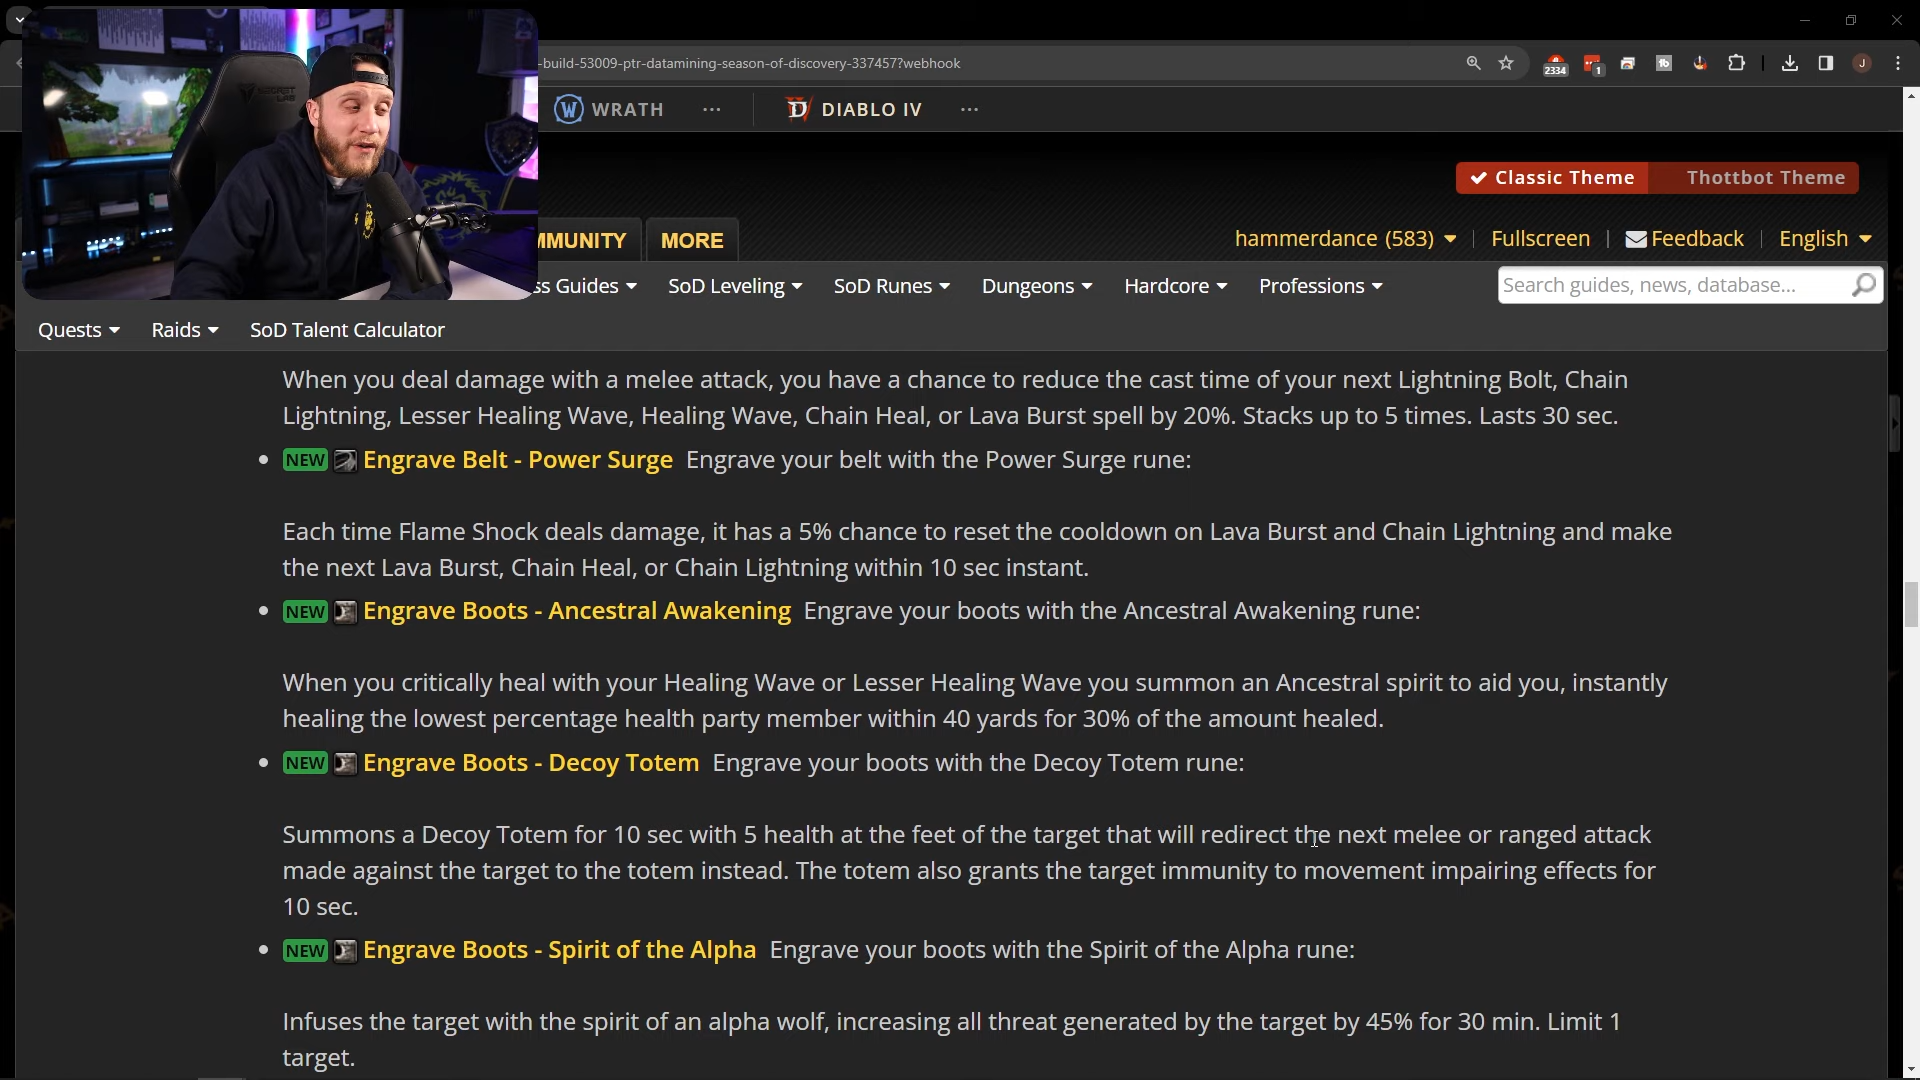 -build-53009-ptr-datamining-season-of-discovery-337457?webhook
2334
1
J
WRATH
DIABLO IV
Classic Theme
Thottbot Theme
MMUNITY
MORE
hammerdance (583)
Fullscreen
Feedback
English
ss Guides
SoD Leveling
SoD Runes
Dungeons
Hardcore
Professions
Search guides, news, database...
Quests
Raids
SoD Talent Calculator
When you deal damage with a melee attack, you have a chance to reduce the cast time of your next Lightning Bolt, Chain
Lightning, Lesser Healing Wave, Healing Wave, Chain Heal, or Lava Burst spell by 20%. Stacks up to 5 times. Lasts 30 sec.
NEW Engrave Belt - Power Surge Engrave your belt with the Power Surge rune:
Each time Flame Shock deals damage, it has a 5% chance to reset the cooldown on Lava Burst and Chain Lightning and make
the next Lava Burst, Chain Heal, or Chain Lightning within 10 sec instant.
NEW Engrave Boots - Ancestral Awakening Engrave your boots with the Ancestral Awakening rune:
When you critically heal with your Healing Wave or Lesser Healing Wave you summon an Ancestral spirit to aid you, instantly
healing the lowest percentage health party member within 40 yards for 30% of the amount healed.
NEW Engrave Boots - Decoy Totem Engrave your boots with the Decoy Totem rune:
Summons a Decoy Totem for 10 sec with 5 health at the feet of the target that will redirect the next melee or ranged attack
made against the target to the totem instead. The totem also grants the target immunity to movement impairing effects for
10 sec.
NEW Engrave Boots - Spirit of the Alpha Engrave your boots with the Spirit of the Alpha rune:
Infuses the target with the spirit of an alpha wolf, increasing all threat generated by the target by 45% for 30 min. Limit 1
target.